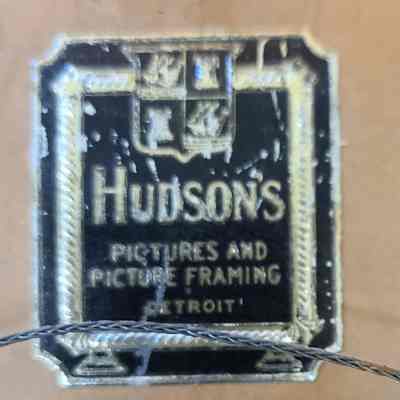 HUDSON'S
PICTURES AND
PICTURE FRAMING
DETROIT